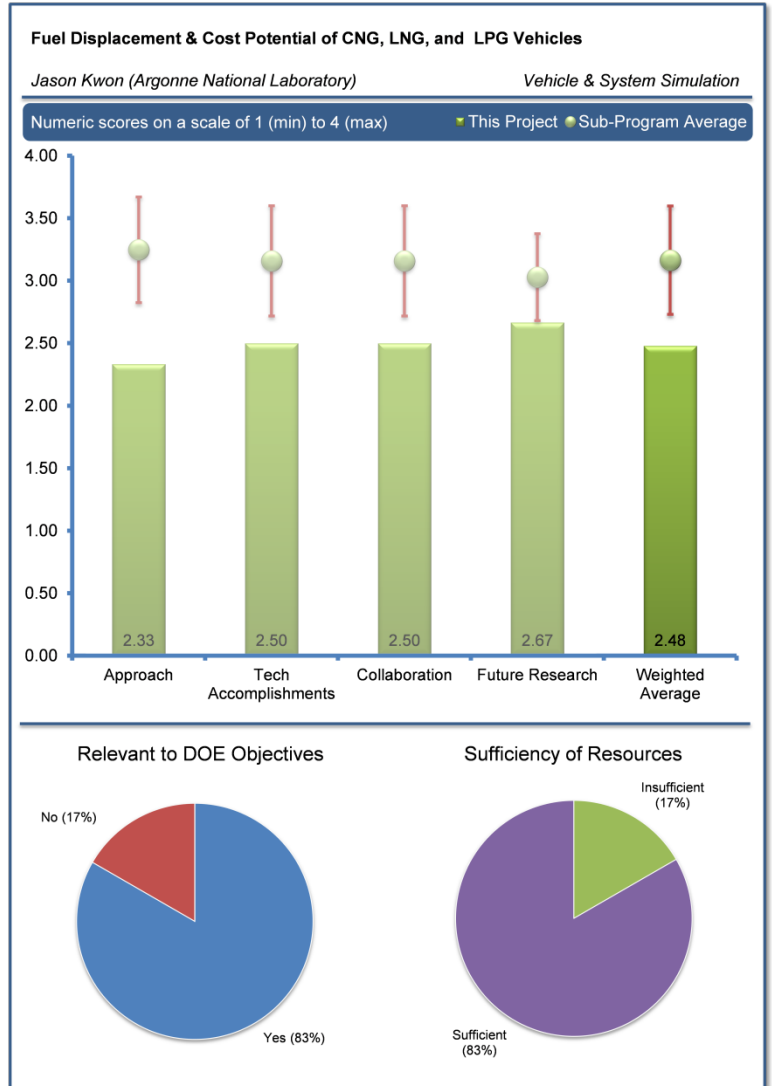 Fuel Displacement & Cost Potential of CNG, LNG, and LPG Vehicles
Jason Kwon (Argonne National Laboratory) Vehicle & System Simulation
Numeric scores on a scale of 1 (min) to 4 (max) This Project Sub-Program Average
4.00
3.50
3.00
2.50
2.00
1.50
1.00
0.50
0.00
2.33 2.50 2.50 2.67 2.48
Approach Tech Accomplishments Collaboration Future Research Weighted Average
Relevant to DOE Objectives Sufficiency of Resources
No (17%)
Yes (83%)
Insufficient
(17%)
Sufficient
(83%)